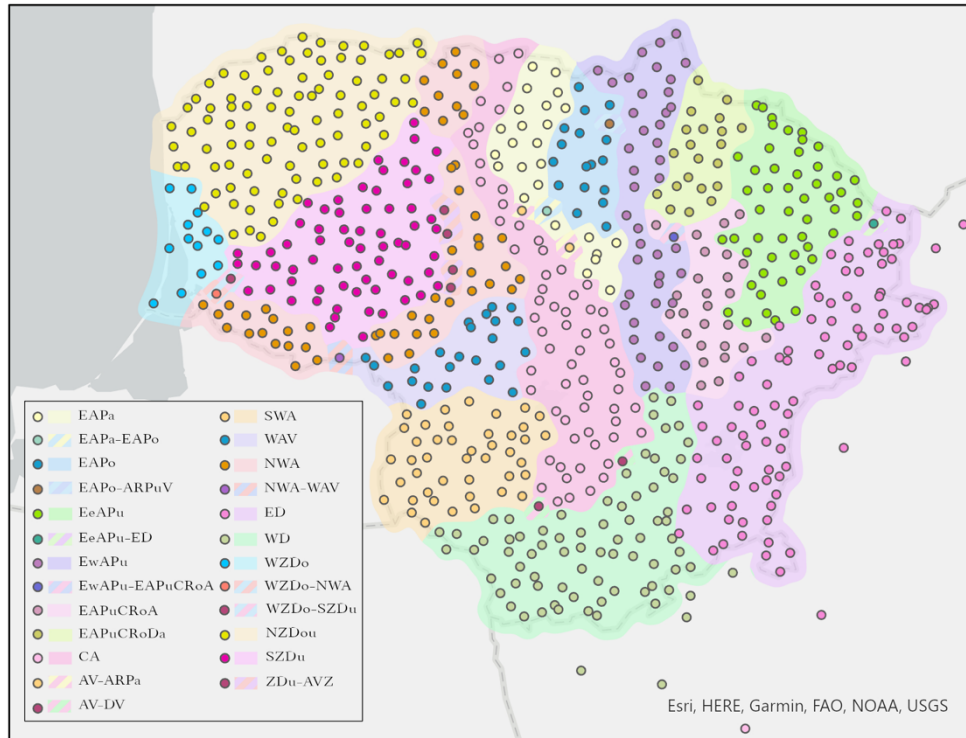 EAPa
EAPa-EAPo
EAPo
EAPo-ARPuV
EeAPu
EeAPu-ED
EwAPu
EwAPu-EAPuCRoA
EAPuCRoA
EAPuCRoDa
CA
AV-ARPa
AV-DV
SWA
WAV
NWA
NWA-WAV
ED
WD
WZDo
WZDo-NWA
WZDo-SZDu
NZDou
SZDu
ZDu-AVZ
Esri, HERE, Garmin, FAO, NOAA, USGS